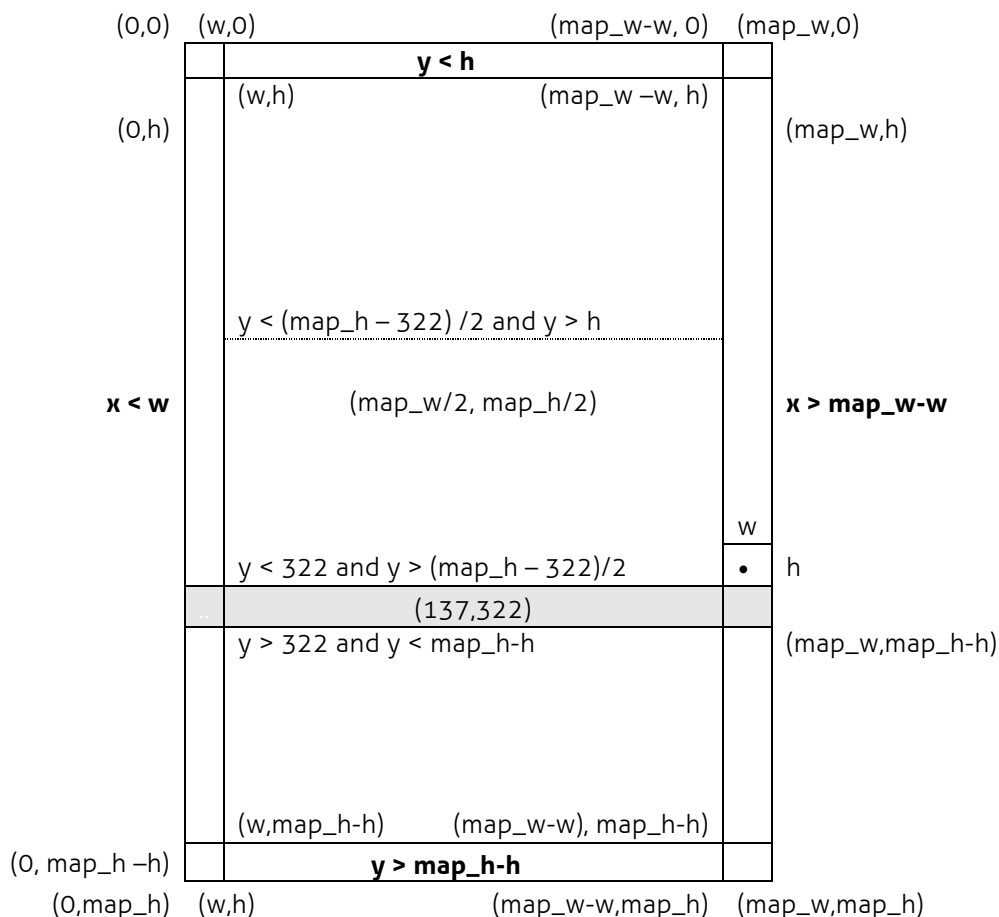 (0,0) (w,0) (map_w-w, 0) (map_w,0)
y < h
(w,h) (map_w –w, h)
(0,h) (map_w,h)
y < (map_h – 322) /2 and y > h
x < w (map_w/2, map_h/2) x > map_w-w
w
y < 322 and y > (map_h – 322)/2 • h
.. (137,322)
y > 322 and y < map_h-h (map_w,map_h-h)
(w,map_h-h) (map_w-w), map_h-h)
(0, map_h –h) y > map_h-h
(0,map_h) (w,h) (map_w-w,map_h) (map_w,map_h)